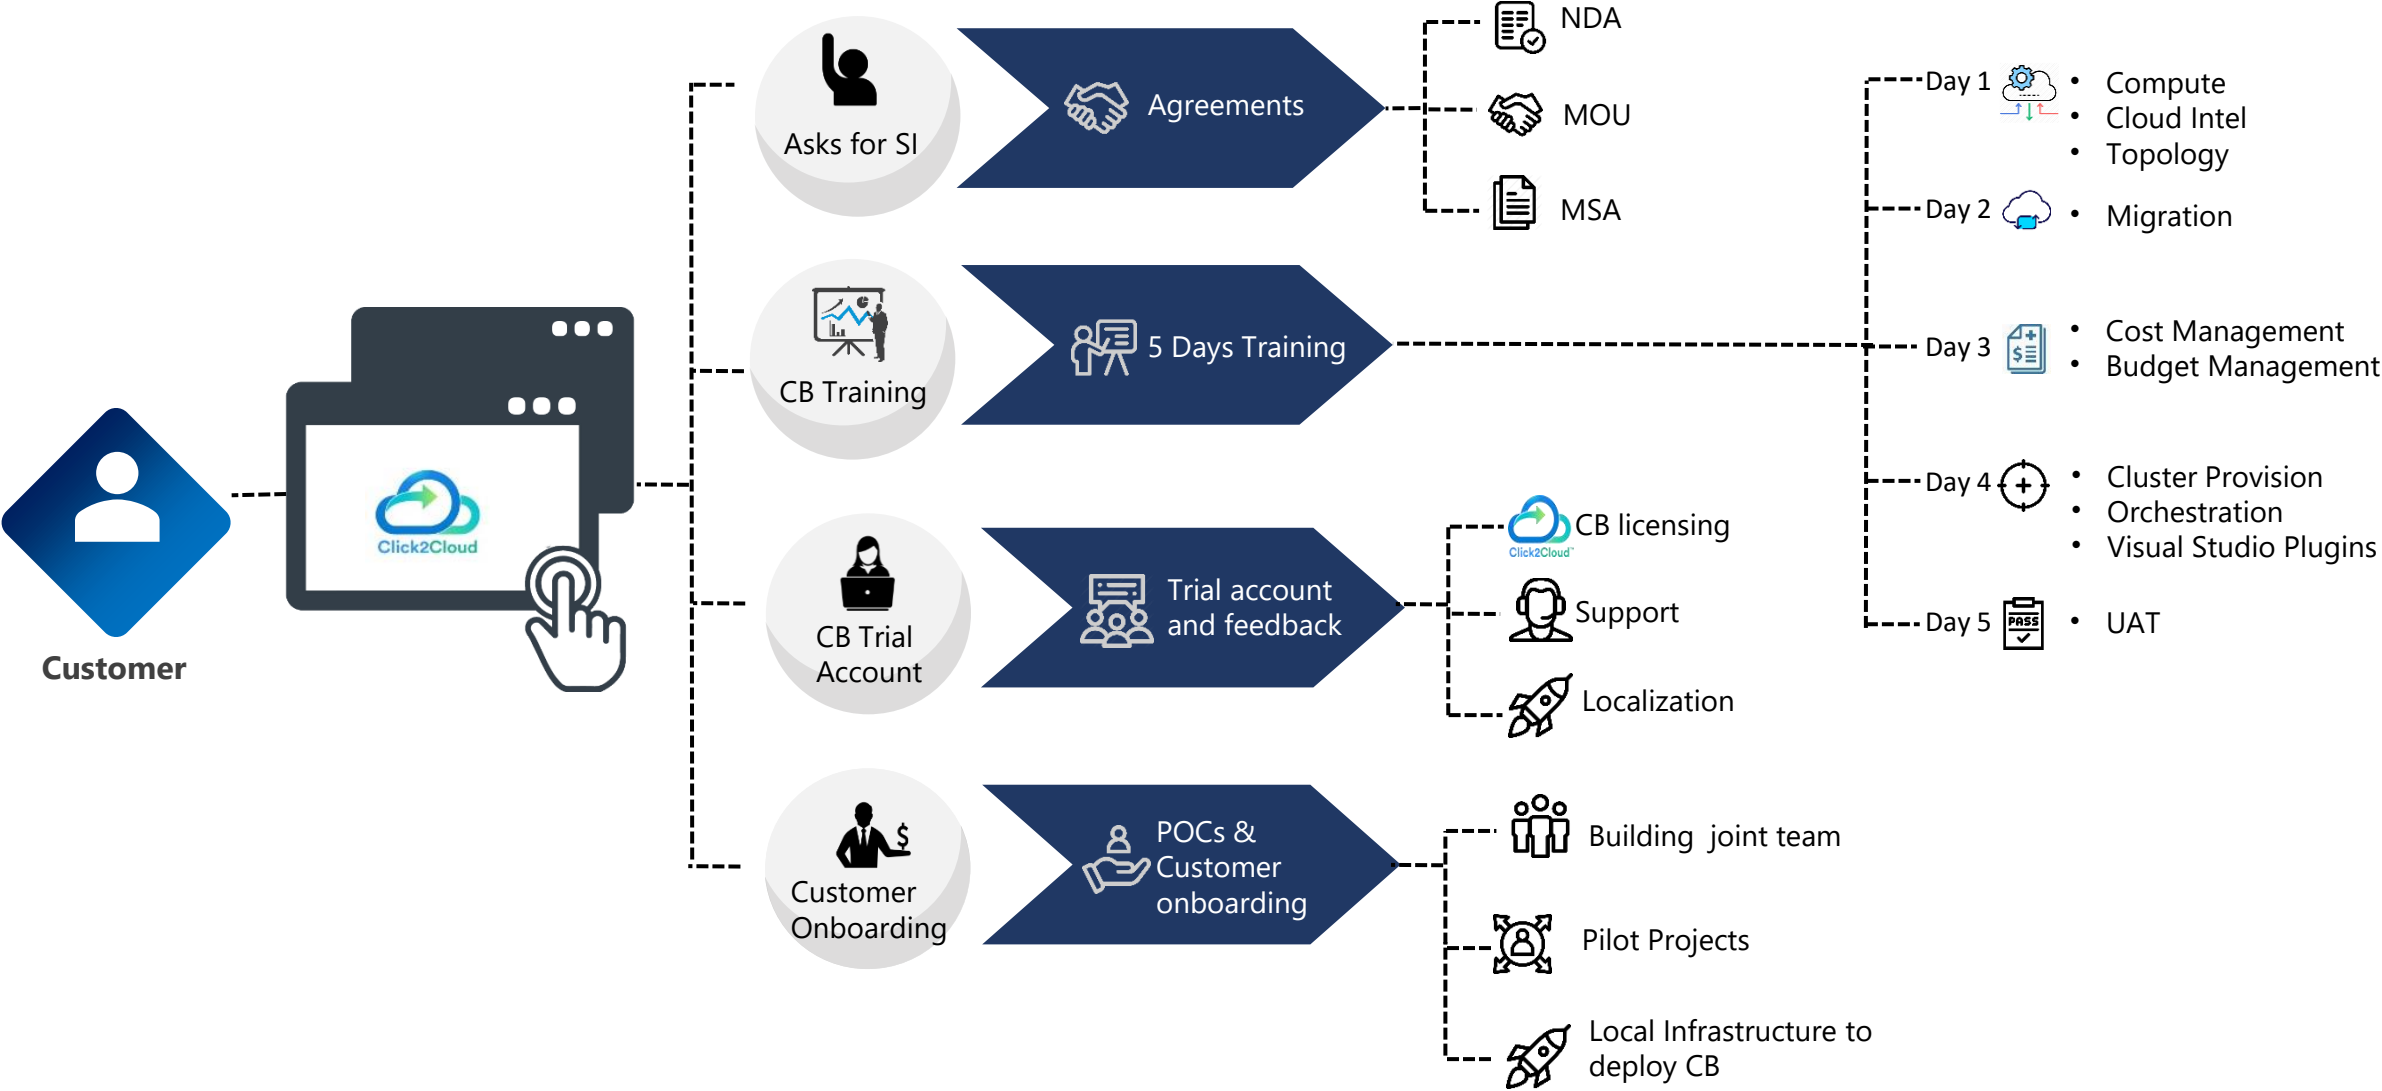 Customer
Click2Cloud
Asks for SI
Agreements
NDA
MOU
MSA
CB Training
5 Days Training
Day 1
• Compute
• Cloud Intel
• Topology
Day 2
• Migration
Day 3
• Cost Management
• Budget Management
Day 4
• Cluster Provision
• Orchestration
• Visual Studio Plugins
Day 5
PASS
• UAT
CB Trial
Account
Trial account
and feedback
Click2Cloud™
CB licensing
Support
Localization
Customer
Onboarding
POCs &
Customer
onboarding
Building joint team
Pilot Projects
Local Infrastructure to
deploy CB